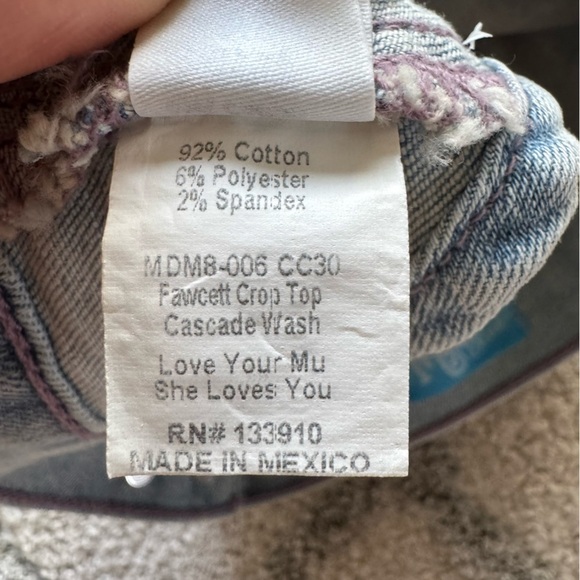 92% Cotton
6% Polyester
2% Spandex
MDM8-006 CC30
Fawcett Crop Top
Cascade Wash
Love Your Mu
She Loves You
RN# 133910
MADE IN MEXICO